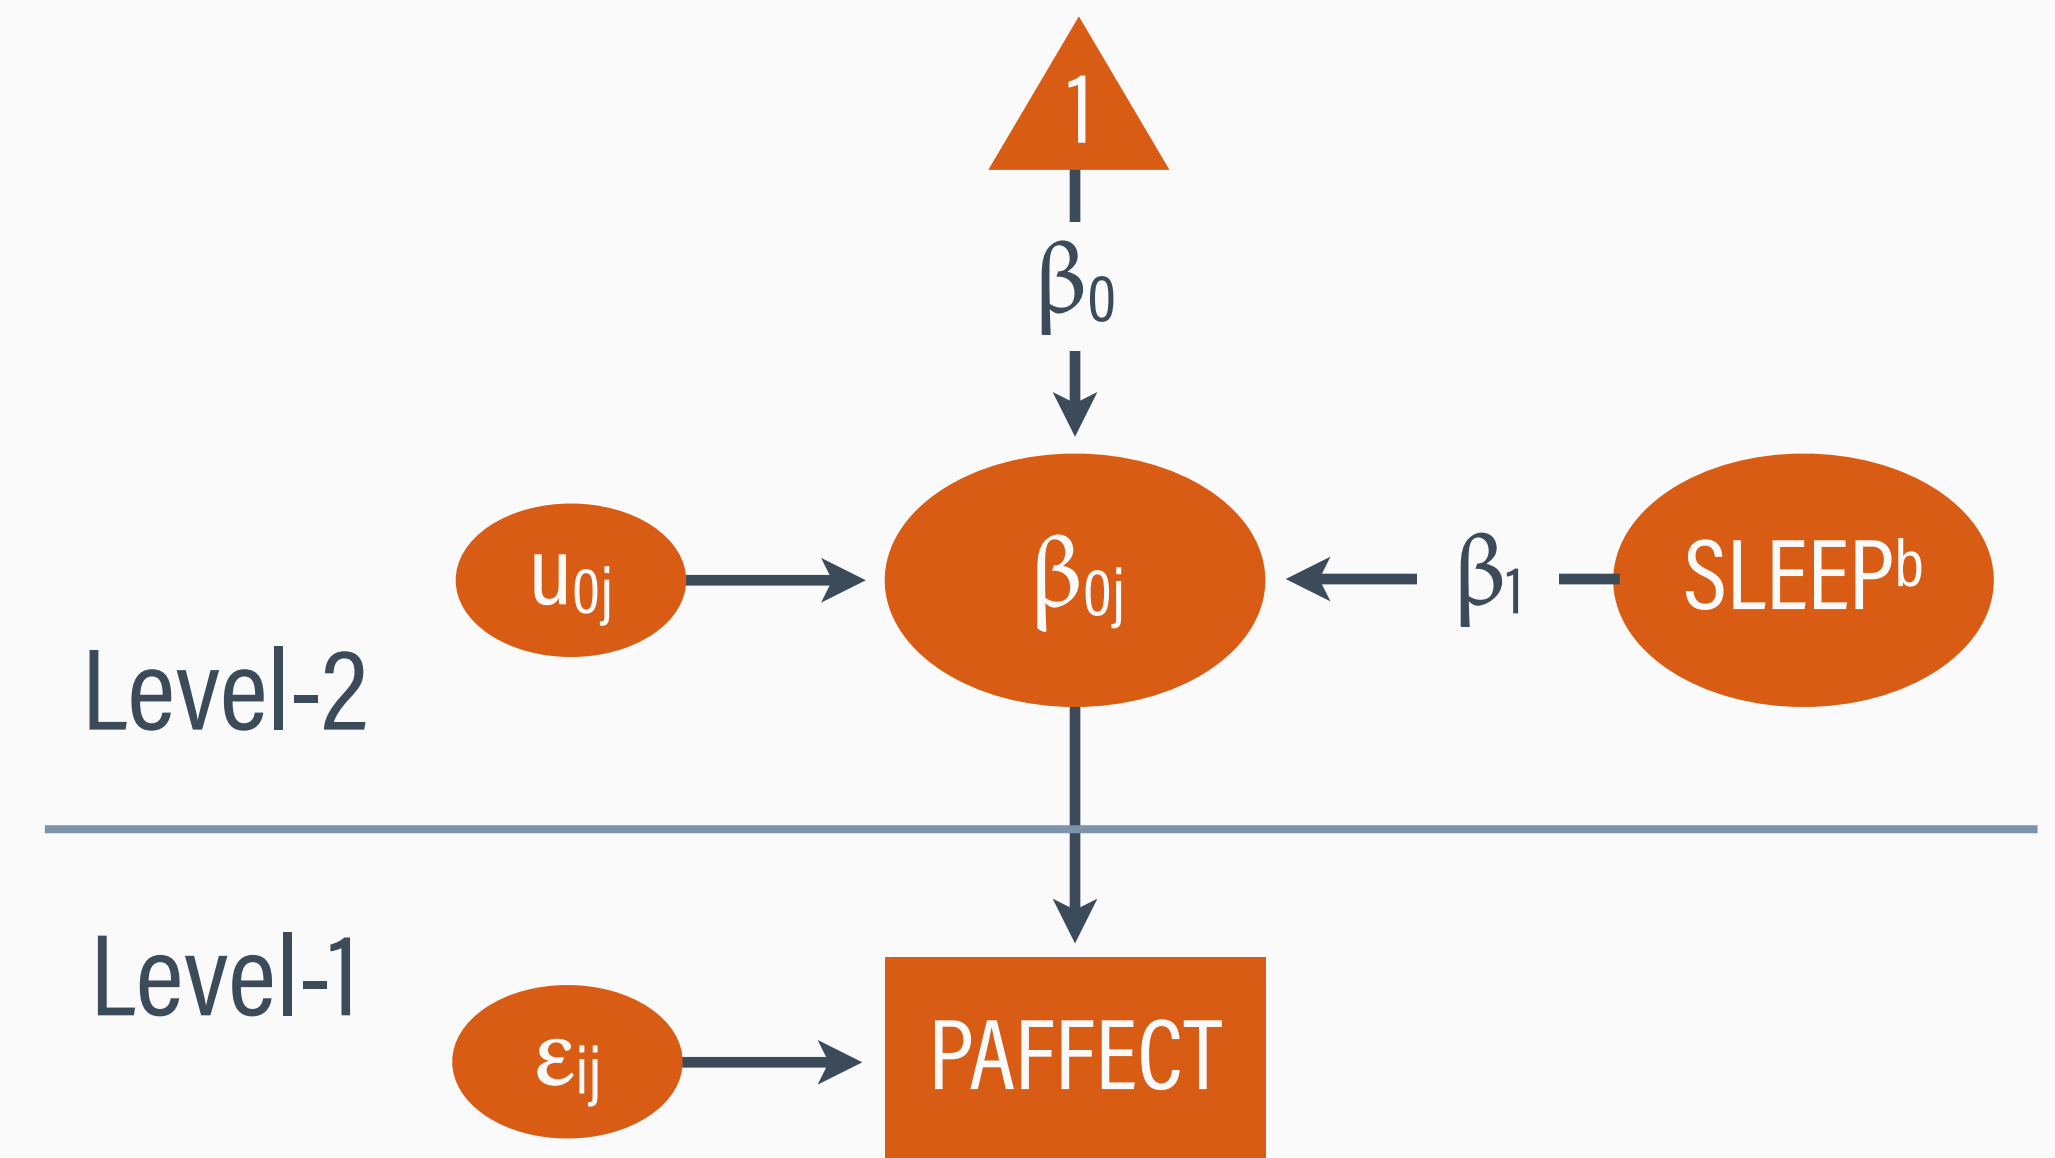 1
β₀
u₀ⱼ
β₀ⱼ
β₁
SLEEPᵇ
Level-2
Level-1
εᵢⱼ
PAFFECT